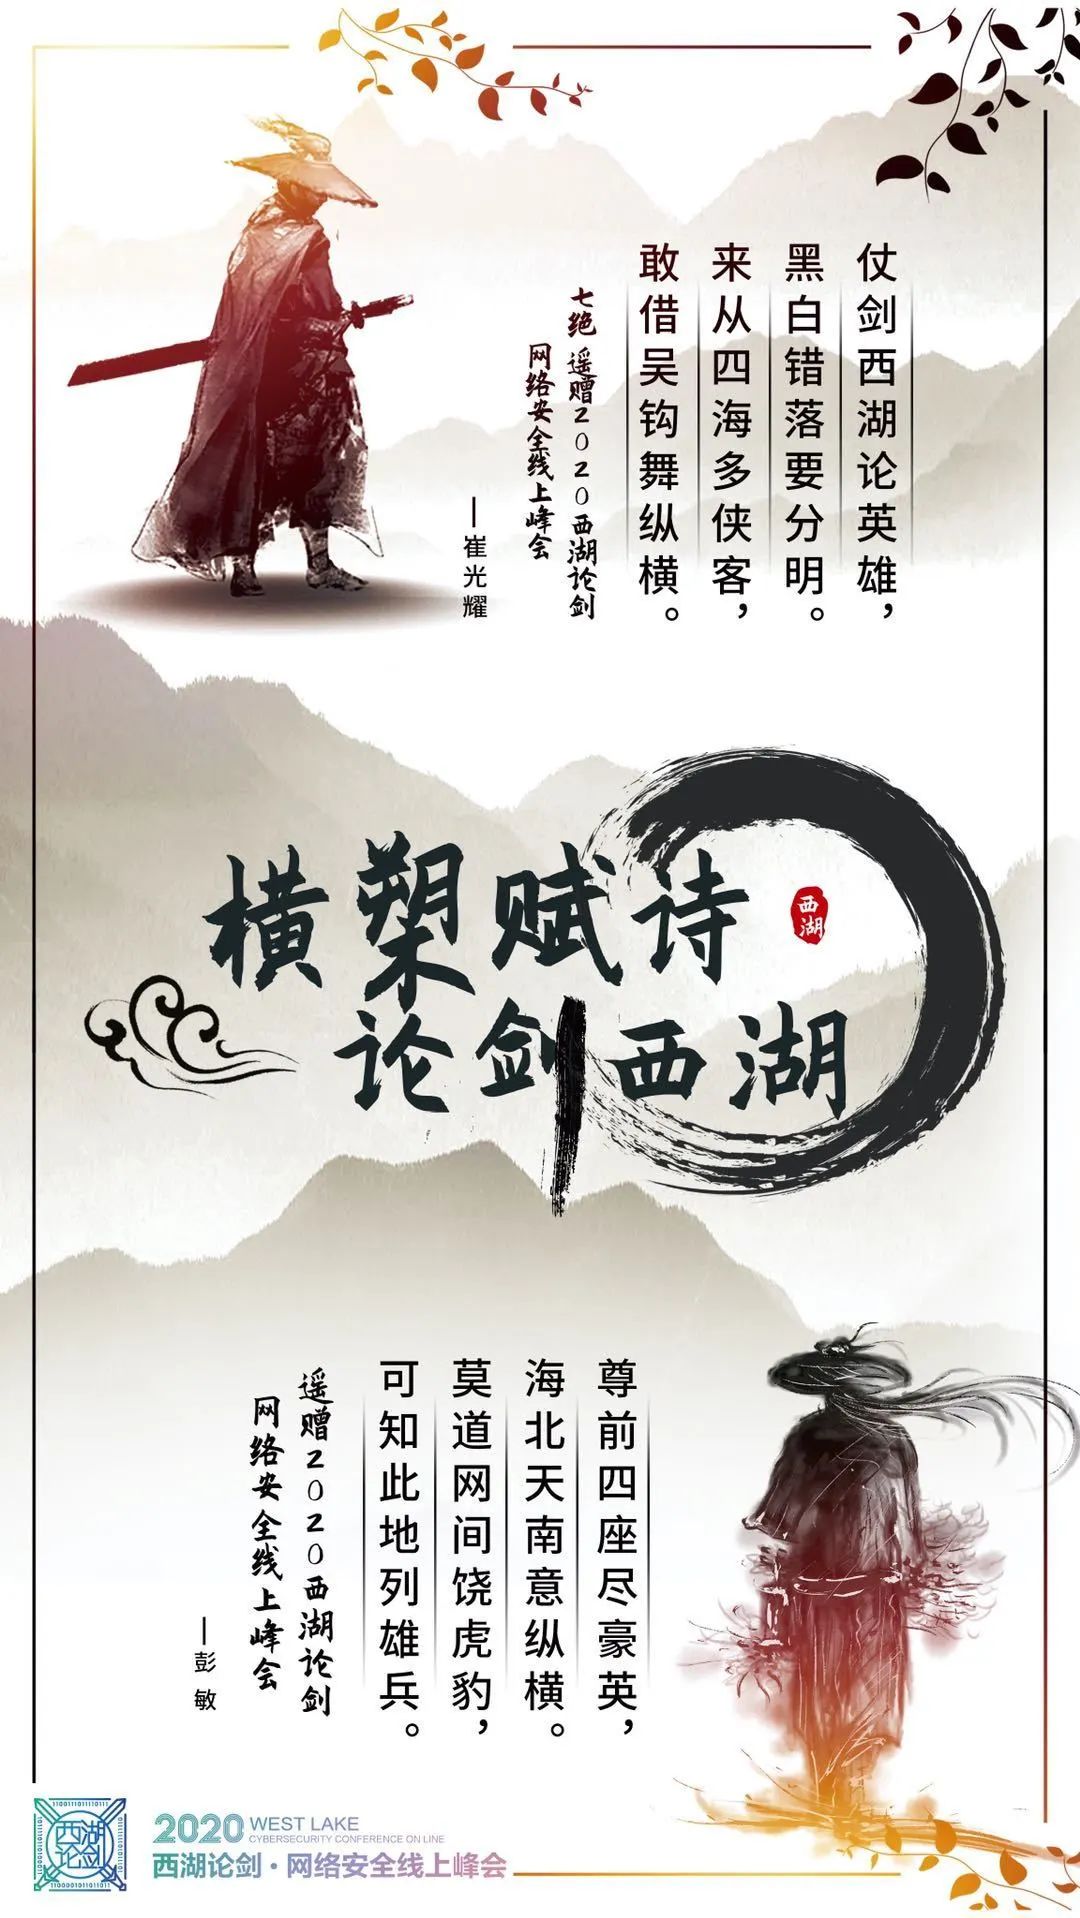 仗剑西湖论英雄，
黑白错落要分明。
来从四海多侠客，
敢借吴钩舞纵横。
七绝 遥赠2020西湖论剑
网络安全线上峰会
—崔光耀
横槊赋诗
西湖
论剑西湖
尊前四座尽豪英，
海北天南意纵横。
莫道网间饶虎豹，
可知此地列雄兵。
遥赠2020西湖论剑
网络安全线上峰会
—彭敏
西湖
论剑
2020 WEST LAKE
CYBERSECURITY CONFERENCE ON LINE
西湖论剑·网络安全线上峰会